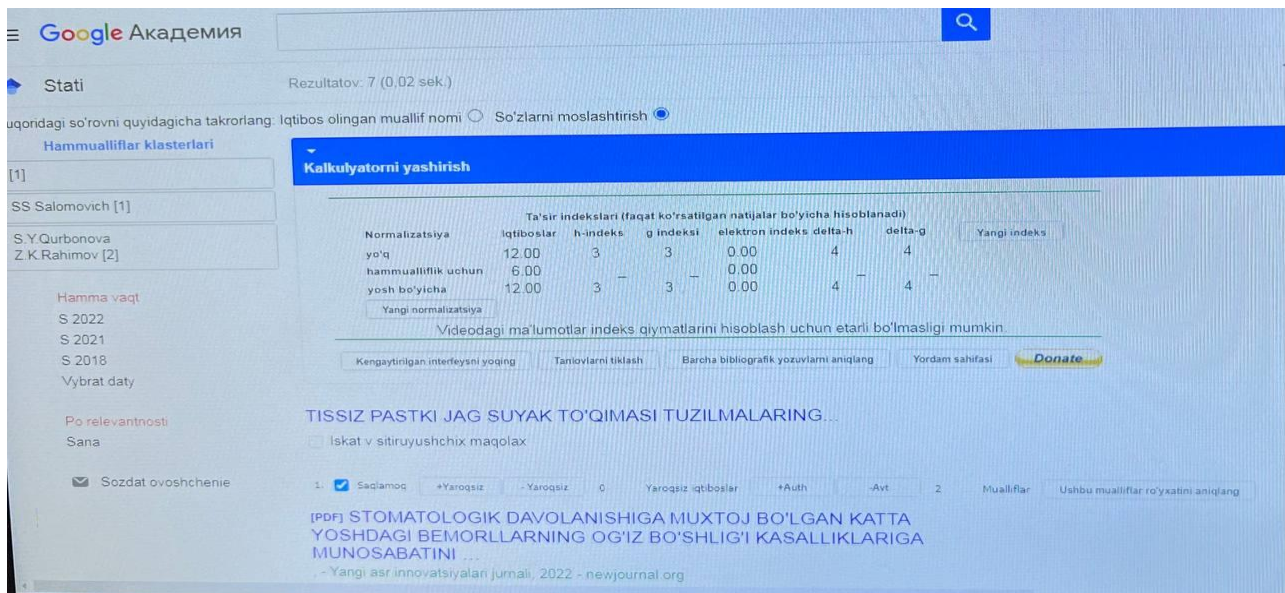 Google Академия
Stati
Rezultatov: 7 (0.02 sek.)
uqoridagi so'rovni quyidagicha takrorlang: Iqtibos olingan muallif nomi So'zlarni moslashtirish
Hammualliflar klasterlari
[1]
SS Salomovich [1]
S.Y.Qurbonova
Z.K.Rahimov [2]
Hamma vaqt
S 2022
S 2021
S 2018
Vybrat daty
Po relevantnosti
Sana
Sozdat ovoshchenie
Kalkulyatorni yashirish
Ta'sir indekslari (faqat ko'rsatilgan natijalar bo'yicha hisoblanadi)
Normalizatsiya Iqtiboslar h-indeks g indeksi elektron indeks delta-h delta-g Yangi indeks
yo'q 12.00 3 3 0.00 4 4
hammualliflik uchun 6.00 _ _ 0.00 _ _
yosh bo'yicha 12.00 3 3 0.00 4 4
Yangi normalizatsiya
Videodagi ma'lumotlar indeks qiymatlarini hisoblash uchun etarli bo'lmasligi mumkin.
Kengaytirilgan interfeysni yoqing Tanlovlarni tiklash Barcha bibliografik yozuvlarni aniqlang Yordam sahifasi Donate
TISSIZ PASTKI JAG SUYAK TO'QIMASI TUZILMALARING...
Iskat v sitiruyushchix maqolax
1. Saqlamoq +Yaroqsiz - Yaroqsiz 0 Yaroqsiz iqtiboslar +Auth -Avt 2 Mualliflar Ushbu mualliflar ro'yxatini aniqlang
[PDF] STOMATOLOGIK DAVOLANISHIGA MUXTOJ BO'LGAN KATTA
YOSHDAGI BEMORLLARNING OG'IZ BO'SHLIG'I KASALLIKLARIGA
MUNOSABATINI ...
- Yangi asr innovatsiyalari jurnali, 2022 - newjournal.org